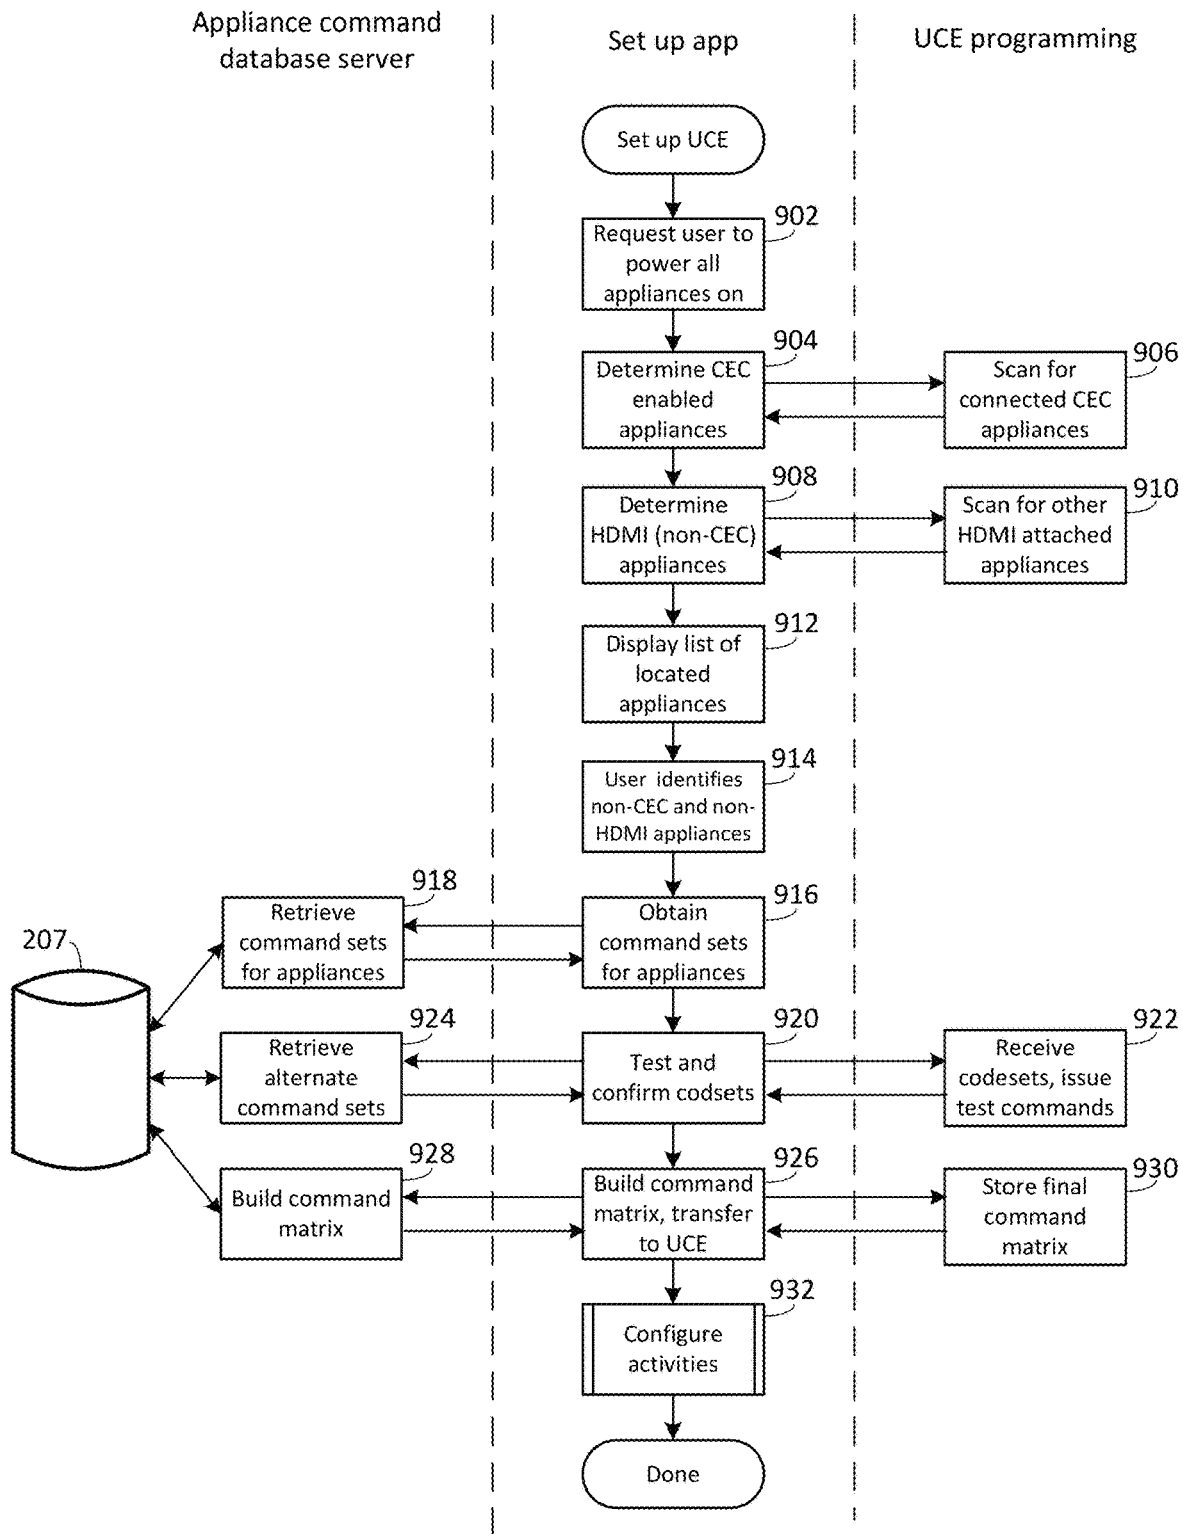 Appliance command
database server
Set up app
UCE programming
Set up UCE
902
Request user to
power all
appliances on
904
Determine CEC
enabled
appliances
906
Scan for
connected CEC
appliances
908
Determine
HDMI (non-CEC)
appliances
910
Scan for other
HDMI attached
appliances
912
Display list of
located
appliances
914
User identifies
non-CEC and non-
HDMI appliances
918
Retrieve
command sets
for appliances
916
Obtain
command sets
for appliances
207
924
Retrieve
alternate
command sets
920
Test and
confirm codsets
922
Receive
codesets, issue
test commands
928
Build command
matrix
926
Build command
matrix, transfer
to UCE
930
Store final
command
matrix
932
Configure
activities
Done